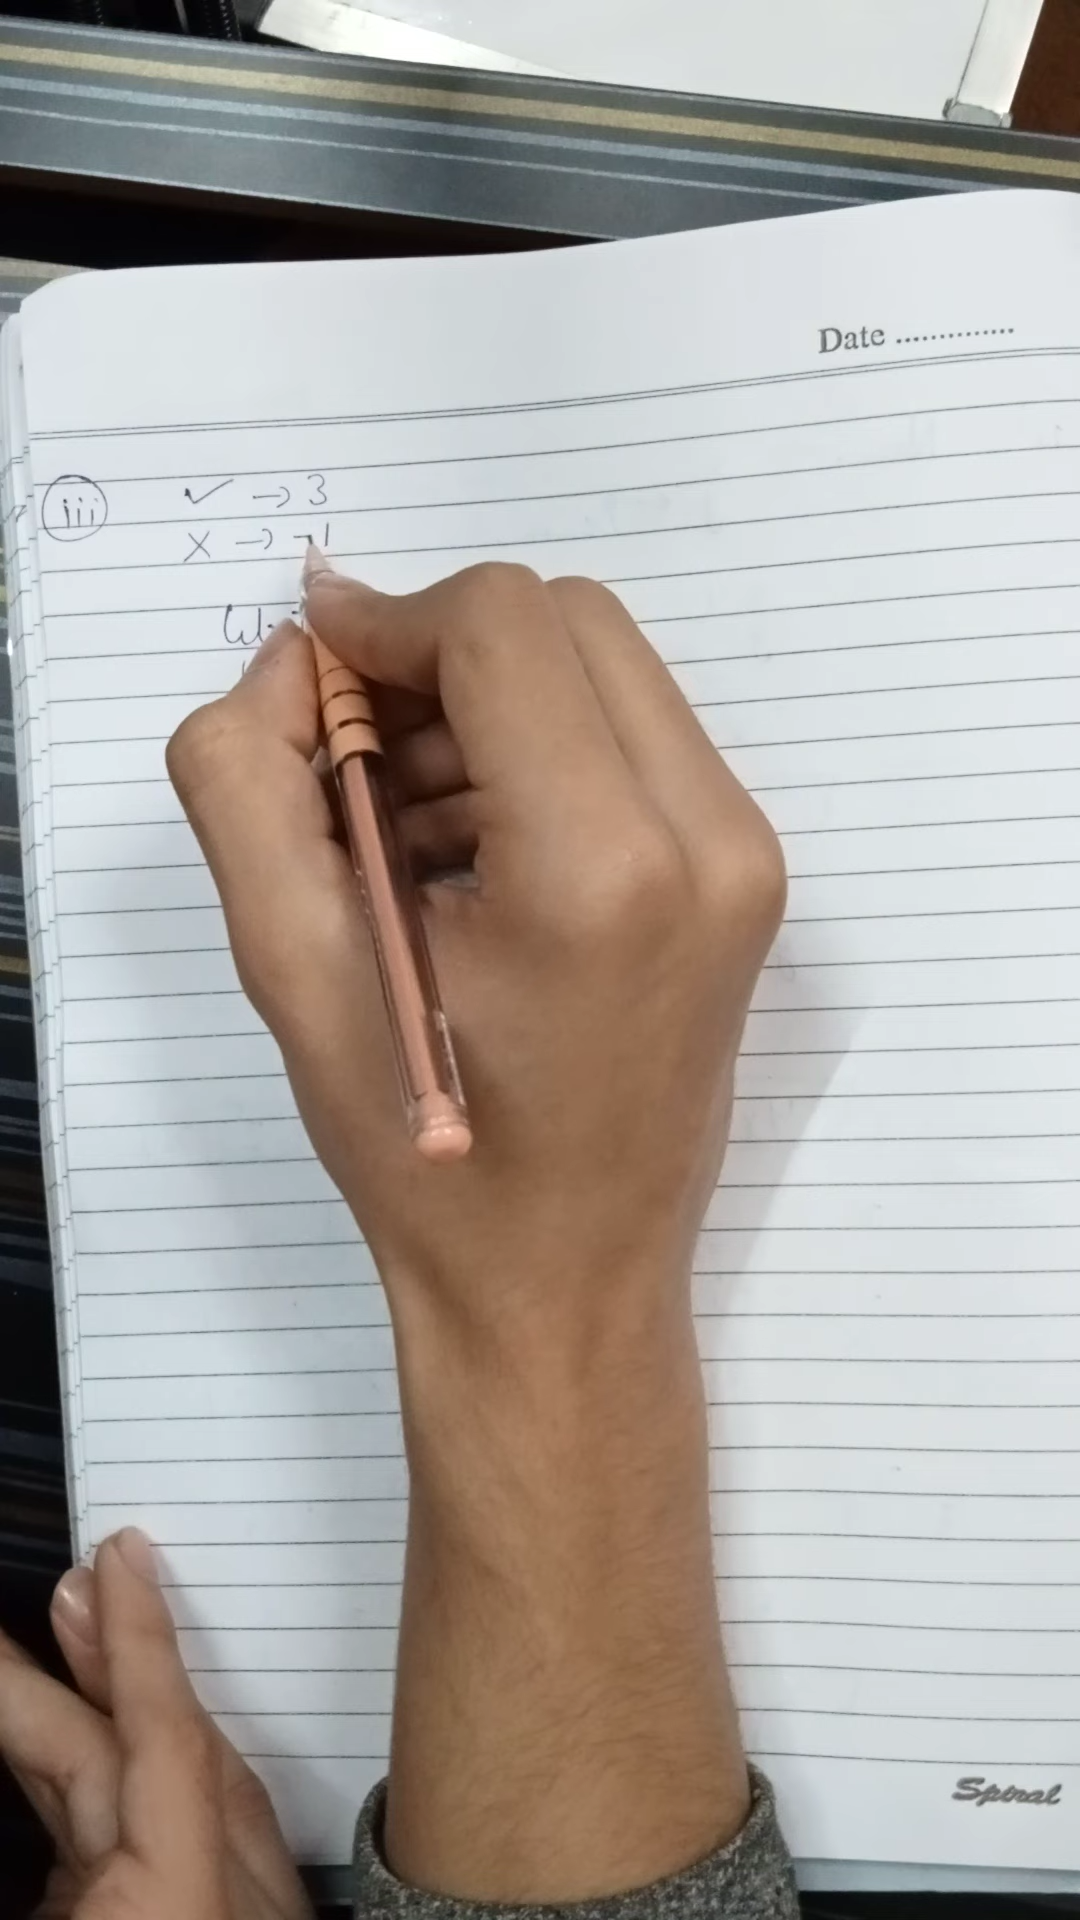 Date ..............
iii ✓ → 3
X → -1
Spiral